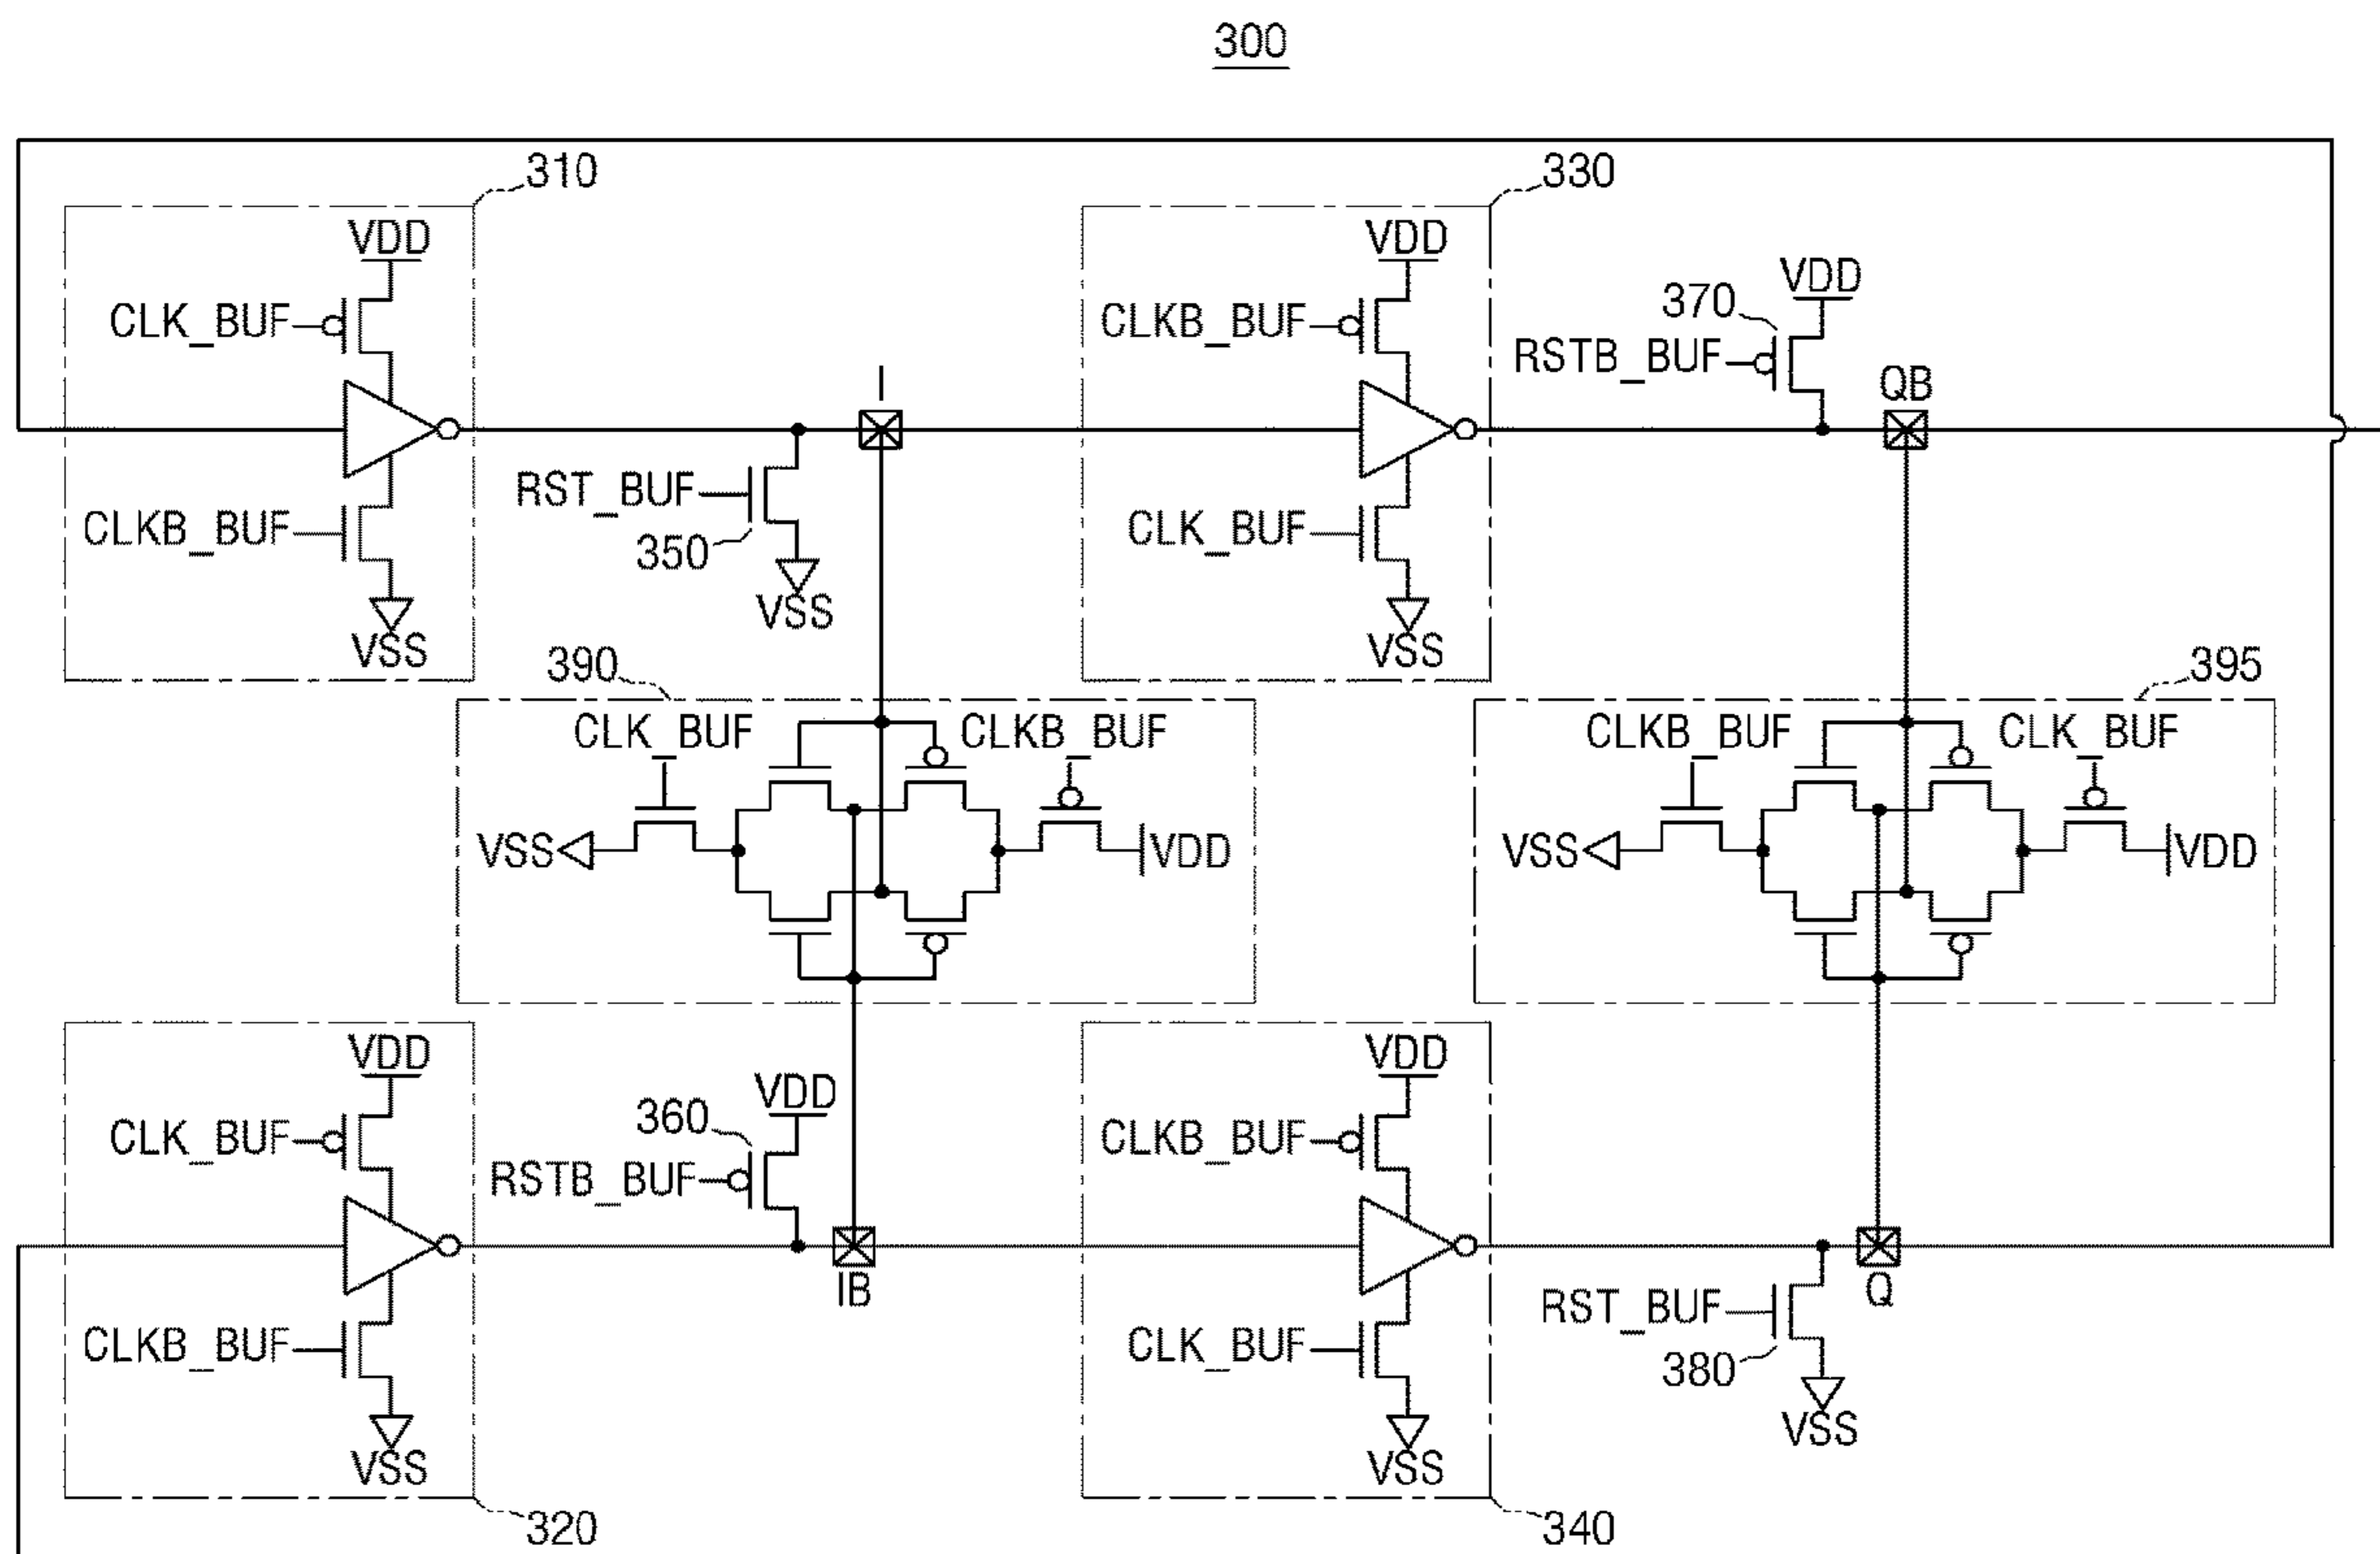 300
310
VDD
CLK_BUF
CLKB_BUF
VSS
RST_BUF
350
VSS
I
330
VDD
CLKB_BUF
CLK_BUF
VSS
370
VDD
RSTB_BUF
QB
390
CLK_BUF
CLKB_BUF
VSS
VDD
395
CLKB_BUF
CLK_BUF
VSS
VDD
VDD
CLK_BUF
CLKB_BUF
VSS
320
360
VDD
RSTB_BUF
IB
VDD
CLKB_BUF
CLK_BUF
VSS
340
Q
RST_BUF
380
VSS